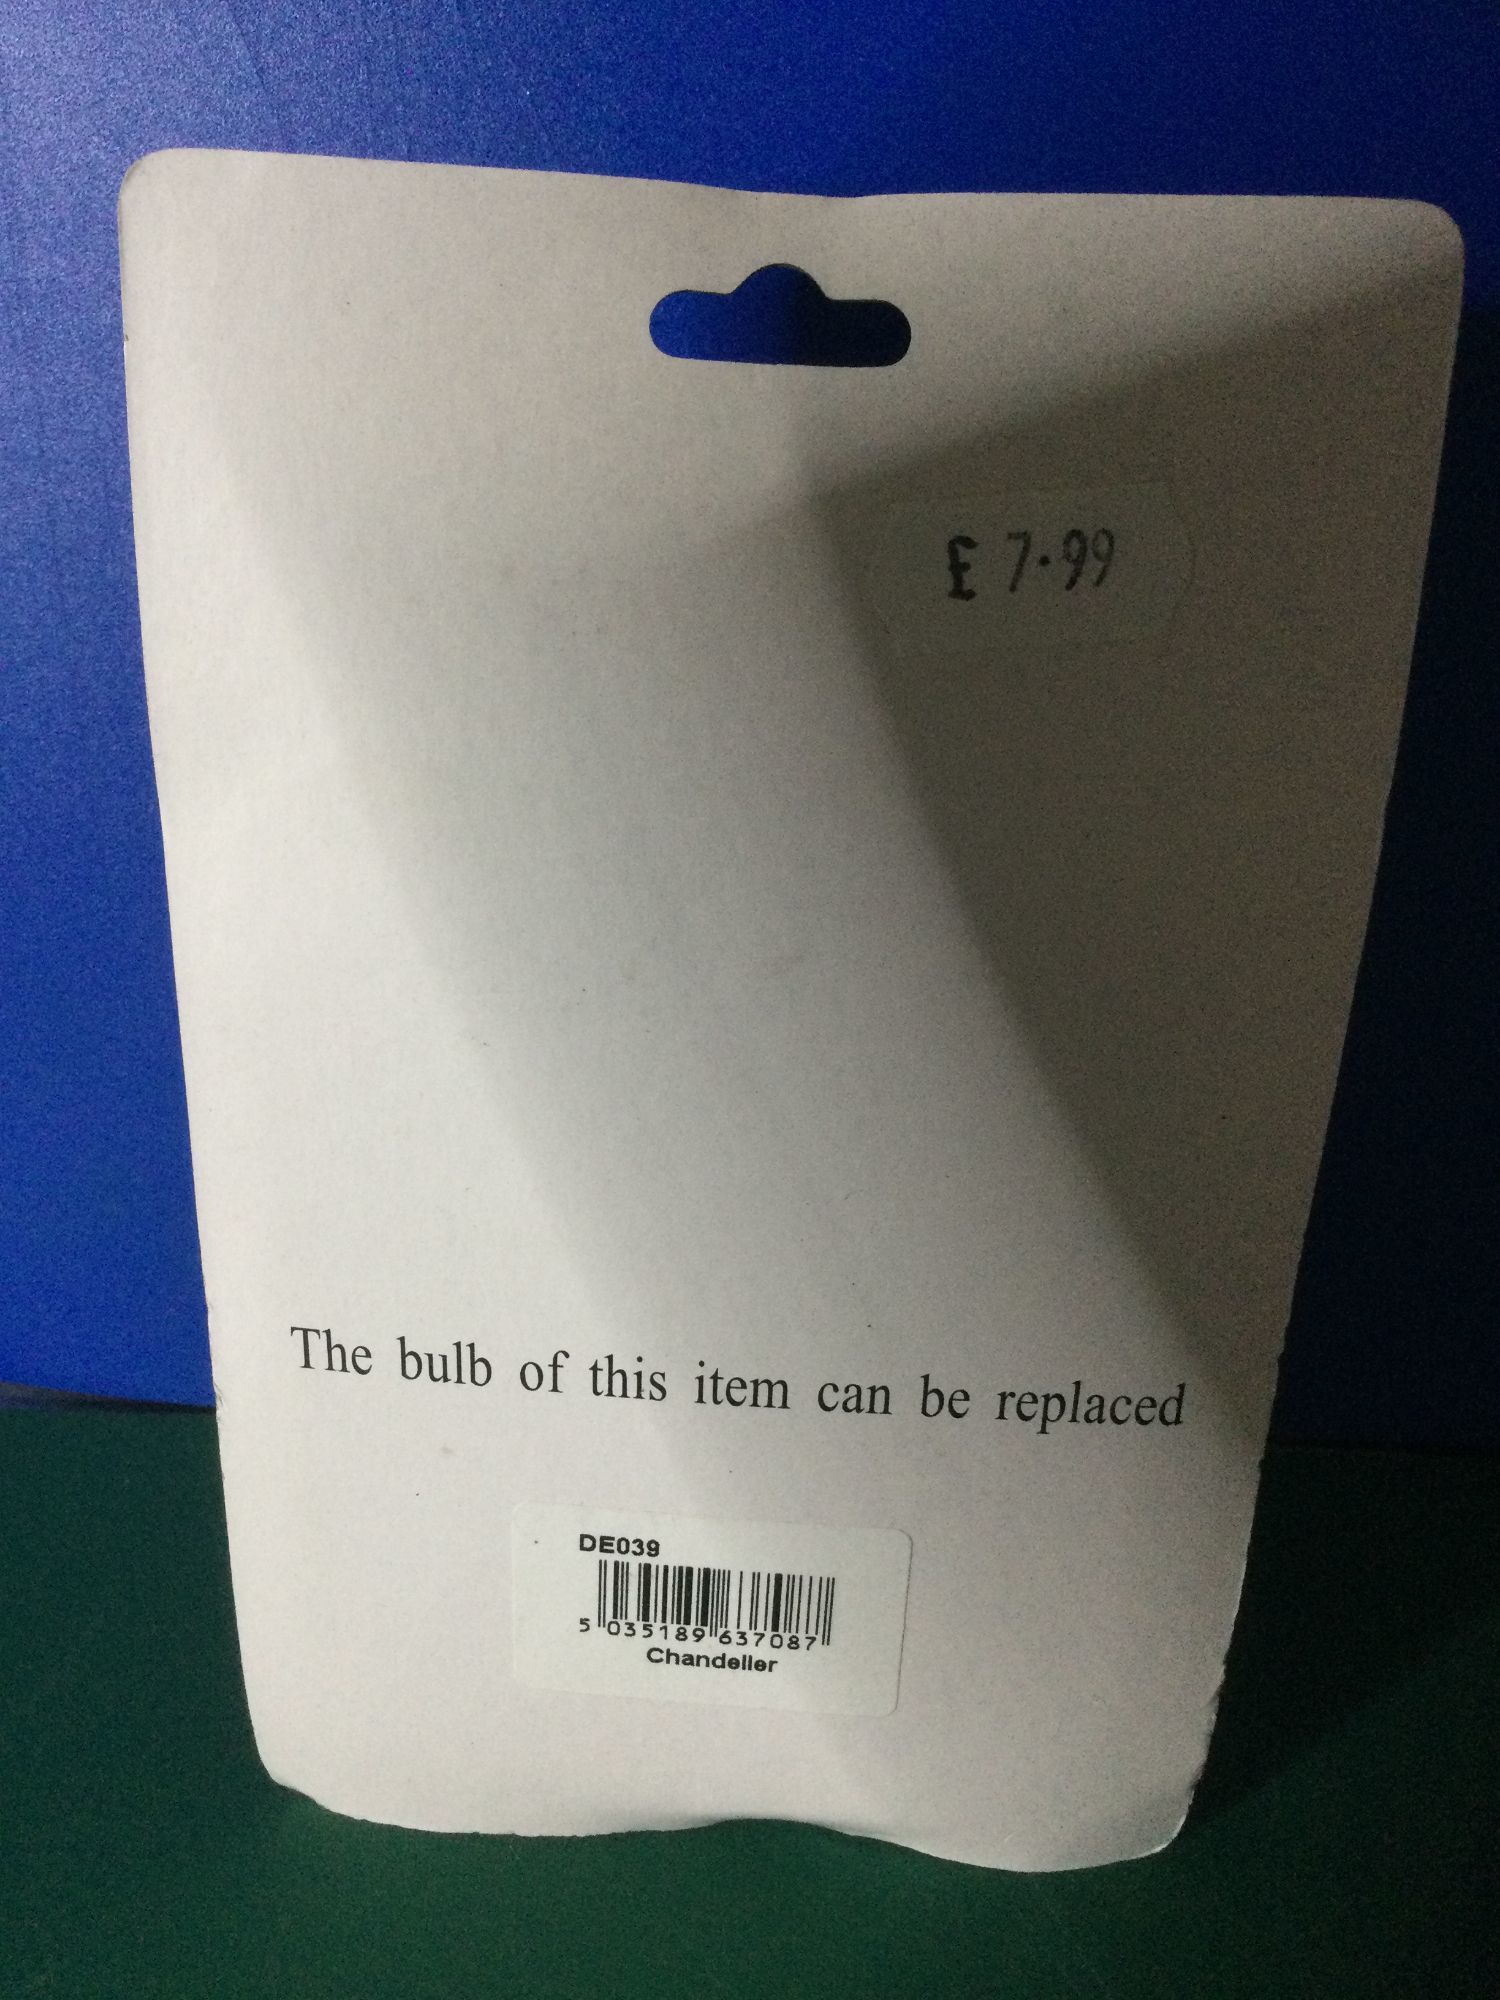 £ 7.99
The bulb of this item can be replaced
DE039
5 035189 637087
Chandelier